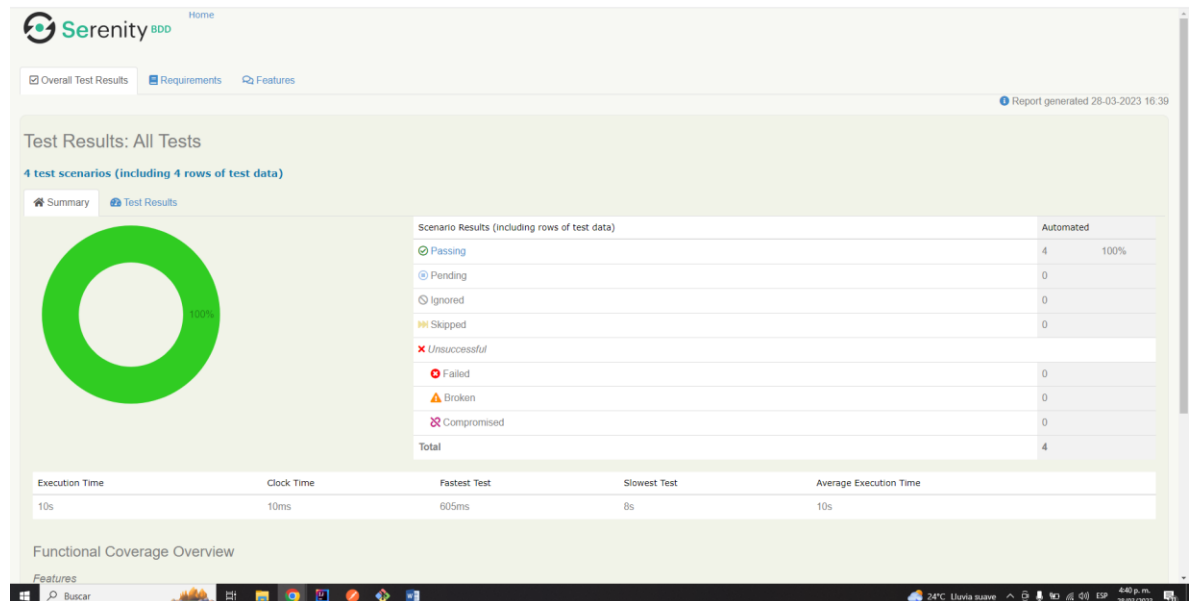 Serenity BDD Home
Overall Test Results Requirements Features
Report generated 28-03-2023 16:39
Test Results: All Tests
4 test scenarios (including 4 rows of test data)
Summary Test Results
Scenario Results (including rows of test data) Automated
Passing 4 100%
Pending 0
Ignored 0
Skipped 0
Unsuccessful
Failed 0
Broken 0
Compromised 0
Total 4
100%
Execution Time Clock Time Fastest Test Slowest Test Average Execution Time
10s 10ms 605ms 8s 10s
Functional Coverage Overview
Features
Buscar 24°C Lluvia suave ESP 4:40 p. m.
28/03/2023